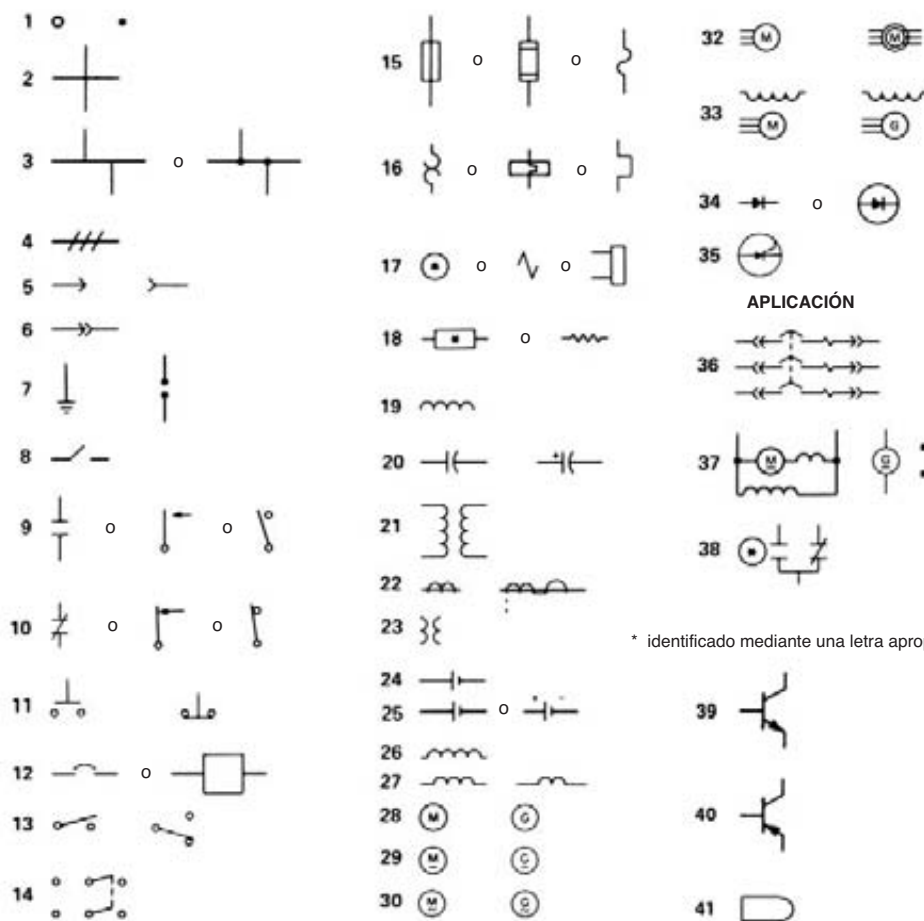 1
2
3 o
4
5
6
7
8
9 o o
10 o o
11
12 o
13
14
15 o o
16 o o
17 o o
18 o
19
20 +
21
22
23
24
25 o + -
26
27
28 M G
29 M G
30 M G
32 M M
33 M G
34 o
35
APLICACIÓN
36
37 M G
38
* identificado mediante una letra aprop
39
40
41